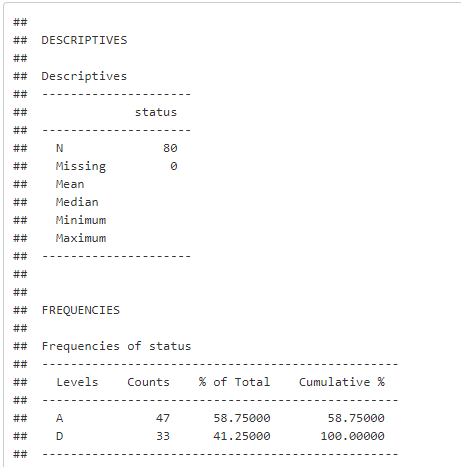 ##
## DESCRIPTIVES
##
## Descriptives
## ---------------------
##              status
## ---------------------
##   N              80
##   Missing         0
##   Mean
##   Median
##   Minimum
##   Maximum
## ---------------------
##
##
## FREQUENCIES
##
## Frequencies of status
## --------------------------------------------------
##   Levels    Counts    % of Total    Cumulative %
## --------------------------------------------------
##   A             47      58.75000        58.75000
##   D             33      41.25000       100.00000
## --------------------------------------------------